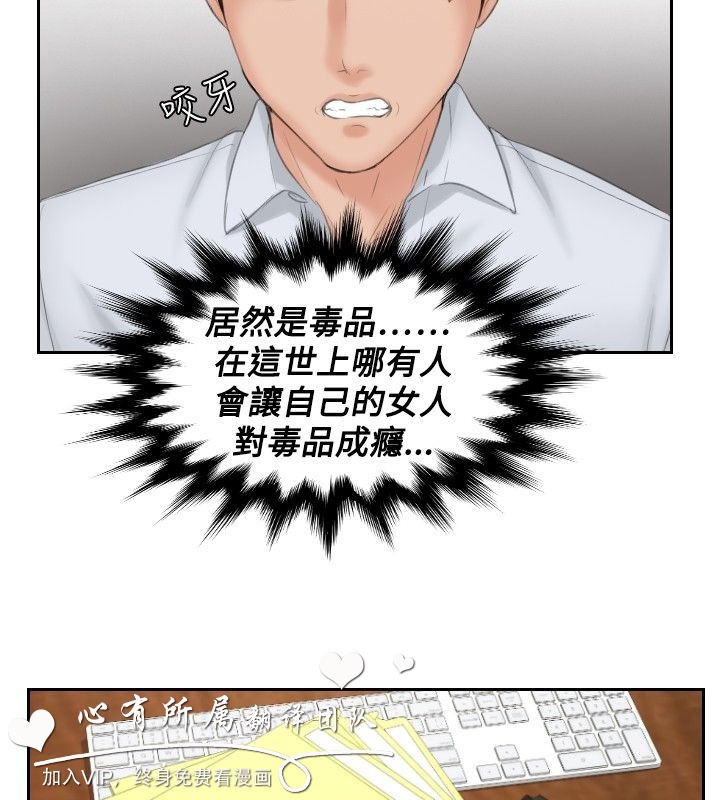 咬牙
居然是毒品……
在這世上哪有人
會讓自己的女人
對毒品成癮...
心有所属翻译团队
加入VIP，终身免费看漫画